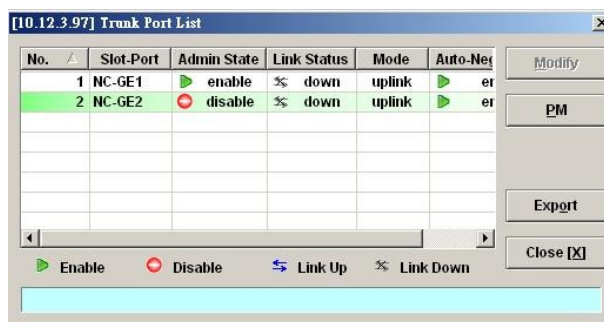 [10.12.3.97] Trunk Port List
No. Slot-Port Admin State Link Status Mode Auto-Neg
1 NC-GE1 enable down uplink er
2 NC-GE2 disable down uplink er
Modify
PM
Export
Close [X]
Enable Disable Link Up Link Down